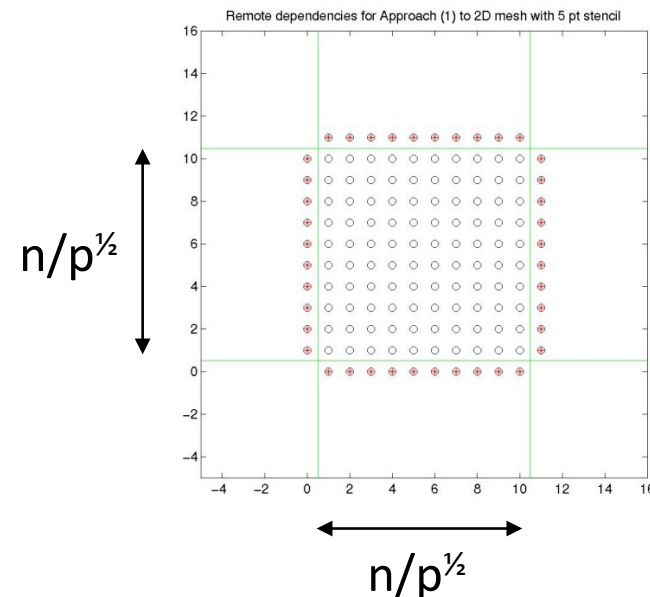 Remote dependencies for Approach (1) to 2D mesh with 5 pt stencil
16
14
12
10
8
6
4
2
0
−2
−4
−4 −2 0 2 4 6 8 10 12 14 16
n/p½
n/p½